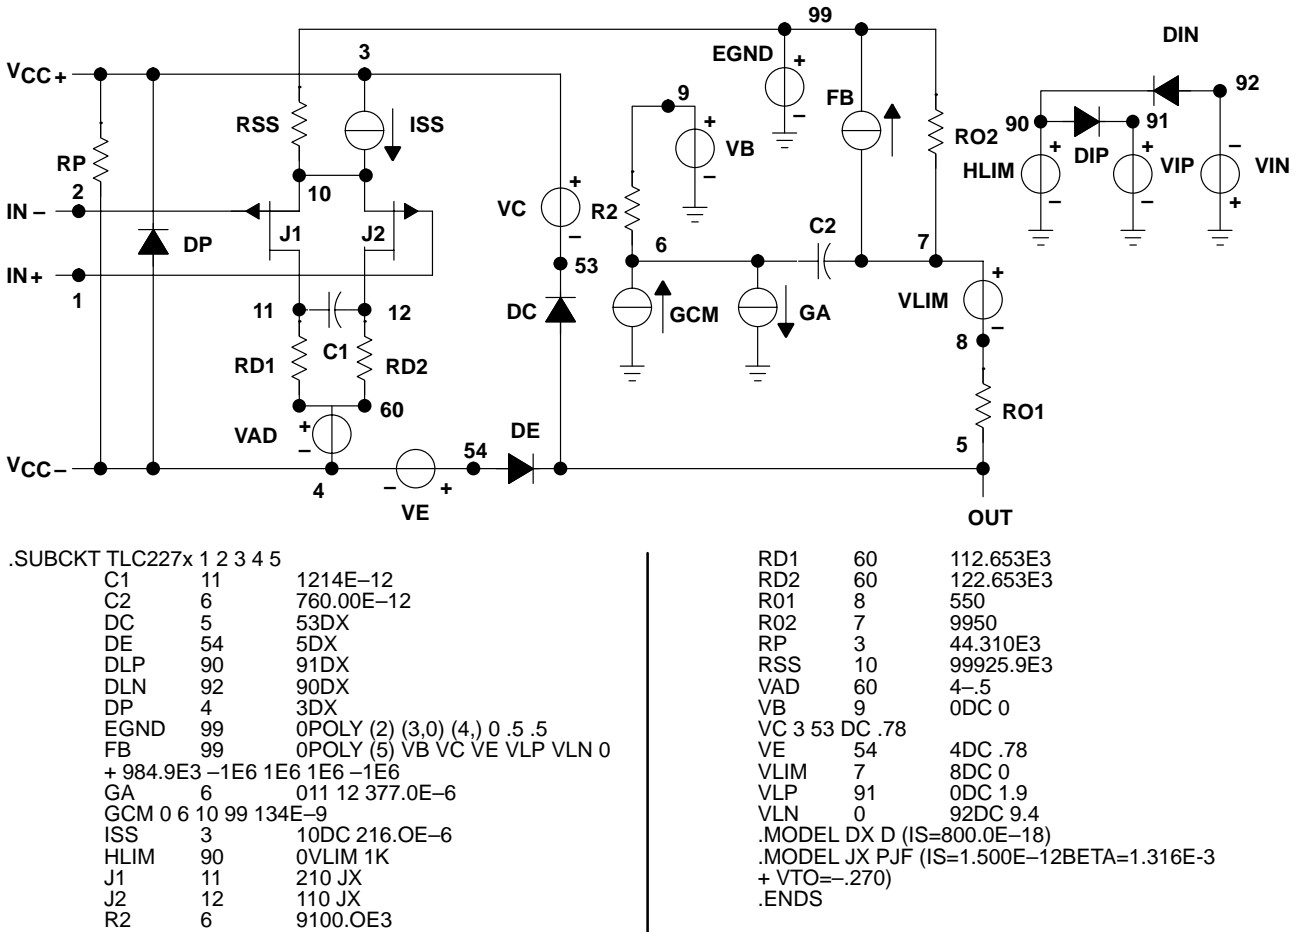 99
DIN
3
EGND
+
VCC+
92
9
+
FB
RSS
ISS
90
91
VB
RO2
DIP
VIP
VIN
RP
HLIM
10
2
IN –
VC
R2
C2
J1
J2
6
7
DP
IN+
53
1
VLIM
11
12
DC
GCM
GA
C1
8
RD1
RD2
60
RO1
VAD
DE
54
5
VCC–
4
VE
OUT
.SUBCKT TLC227x 1 2 3 4 5
C1 11 1214E–12
C2 6 760.00E–12
DC 5 53DX
DE 54 5DX
DLP 90 91DX
DLN 92 90DX
DP 4 3DX
EGND 99 0POLY (2) (3,0) (4,) 0 .5 .5
FB 99 0POLY (5) VB VC VE VLP VLN 0
+ 984.9E3 –1E6 1E6 1E6 –1E6
GA 6 011 12 377.0E–6
GCM 0 6 10 99 134E–9
ISS 3 10DC 216.OE–6
HLIM 90 0VLIM 1K
J1 11 210 JX
J2 12 110 JX
R2 6 9100.OE3
RD1 60 112.653E3
RD2 60 122.653E3
R01 8 550
R02 7 9950
RP 3 44.310E3
RSS 10 99925.9E3
VAD 60 4–.5
VB 9 0DC 0
VC 3 53 DC .78
VE 54 4DC .78
VLIM 7 8DC 0
VLP 91 0DC 1.9
VLN 0 92DC 9.4
.MODEL DX D (IS=800.0E–18)
.MODEL JX PJF (IS=1.500E–12BETA=1.316E-3
+ VTO=–.270)
.ENDS